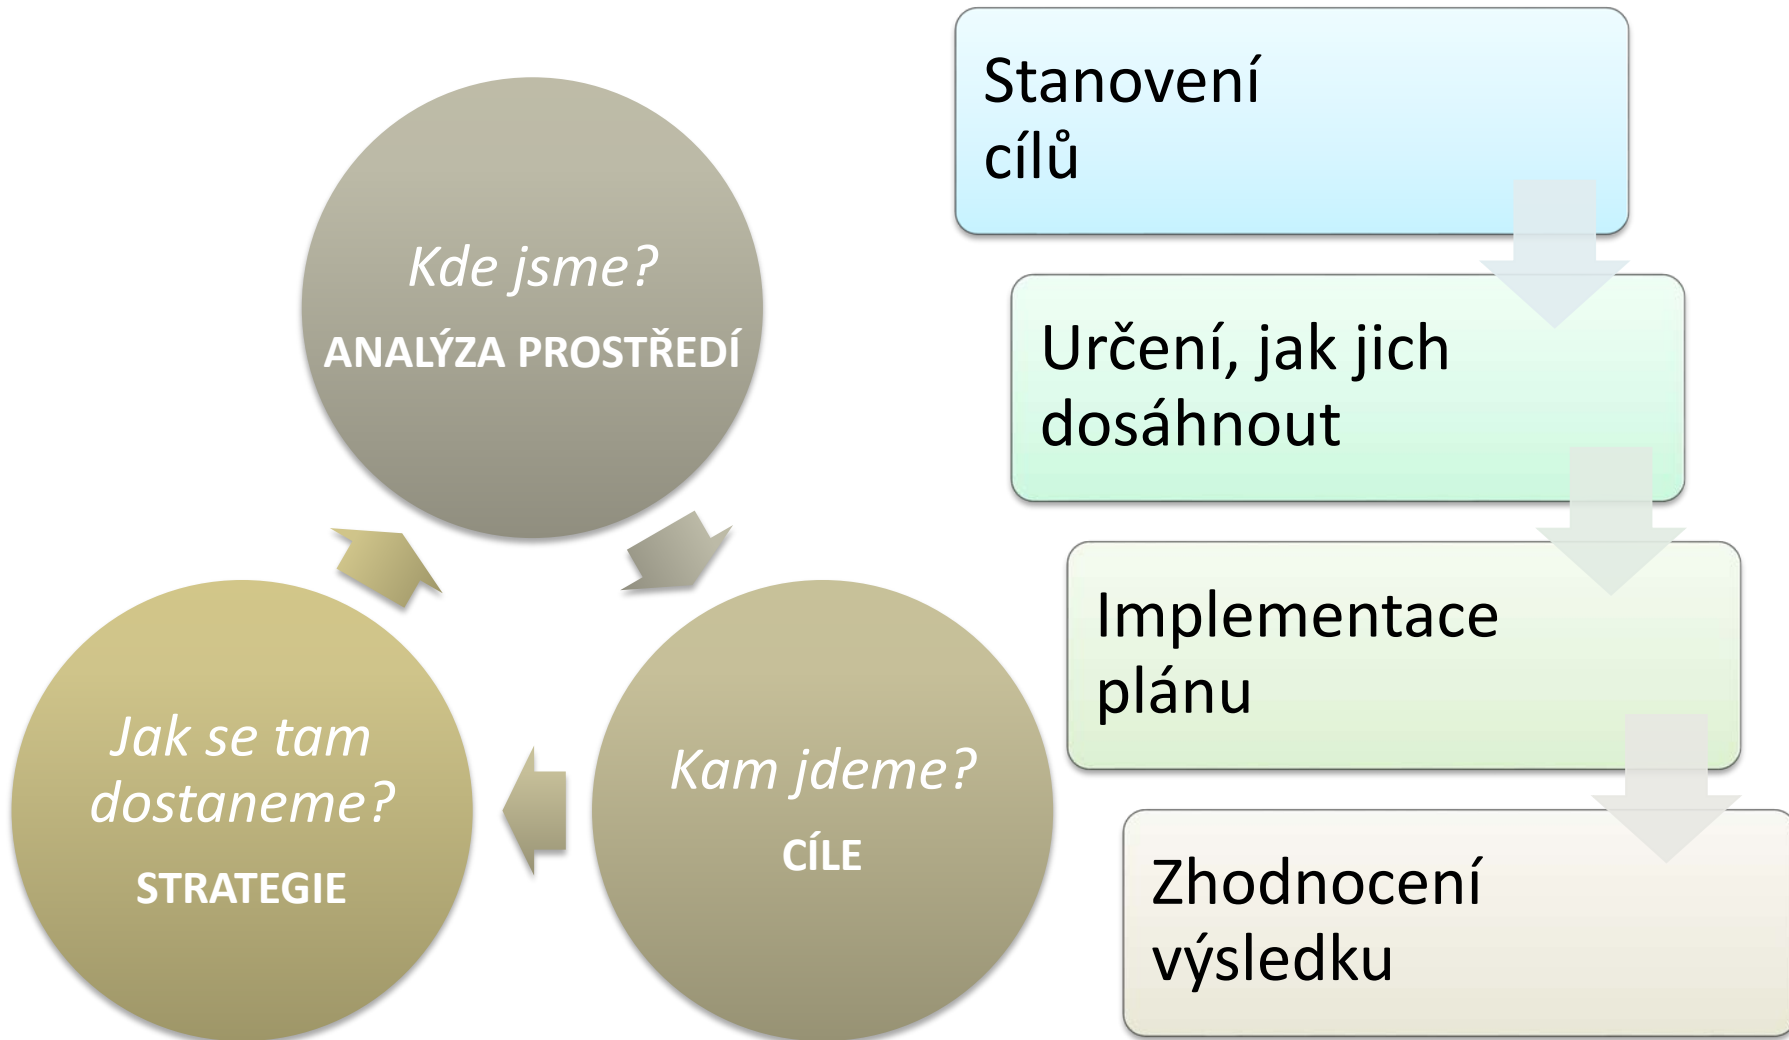 Kde jsme?
ANALÝZA PROSTŘEDÍ
Kam jdeme?
CÍLE
Jak se tam
dostaneme?
STRATEGIE
Stanovení
cílů
Určení, jak jich
dosáhnout
Implementace
plánu
Zhodnocení
výsledku